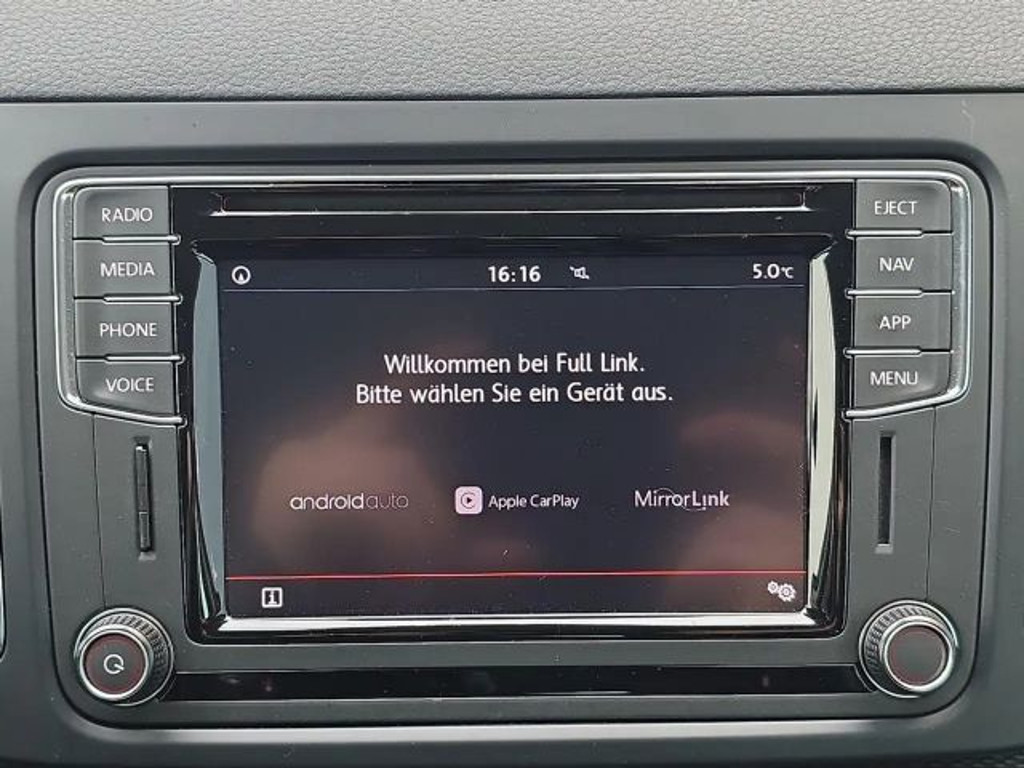 RADIO
MEDIA
PHONE
VOICE
EJECT
NAV
APP
MENU
16:16
5.0°C
Willkommen bei Full Link.
Bitte wählen Sie ein Gerät aus.
androidauto
Apple CarPlay
MirrorLink
i